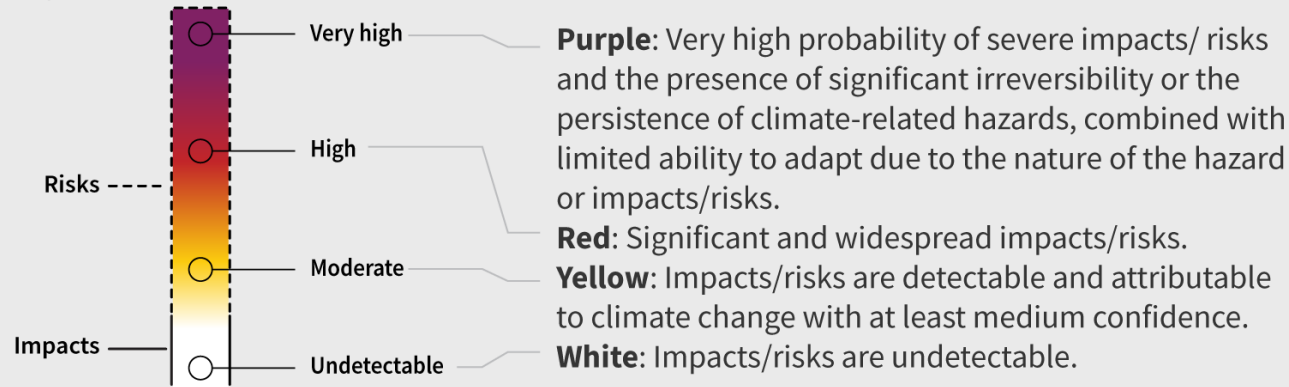 Very high
High
Risks
Moderate
Impacts
Undetectable
Purple: Very high probability of severe impacts/ risks
and the presence of significant irreversibility or the
persistence of climate-related hazards, combined with
limited ability to adapt due to the nature of the hazard
or impacts/risks.
Red: Significant and widespread impacts/risks.
Yellow: Impacts/risks are detectable and attributable
to climate change with at least medium confidence.
White: Impacts/risks are undetectable.